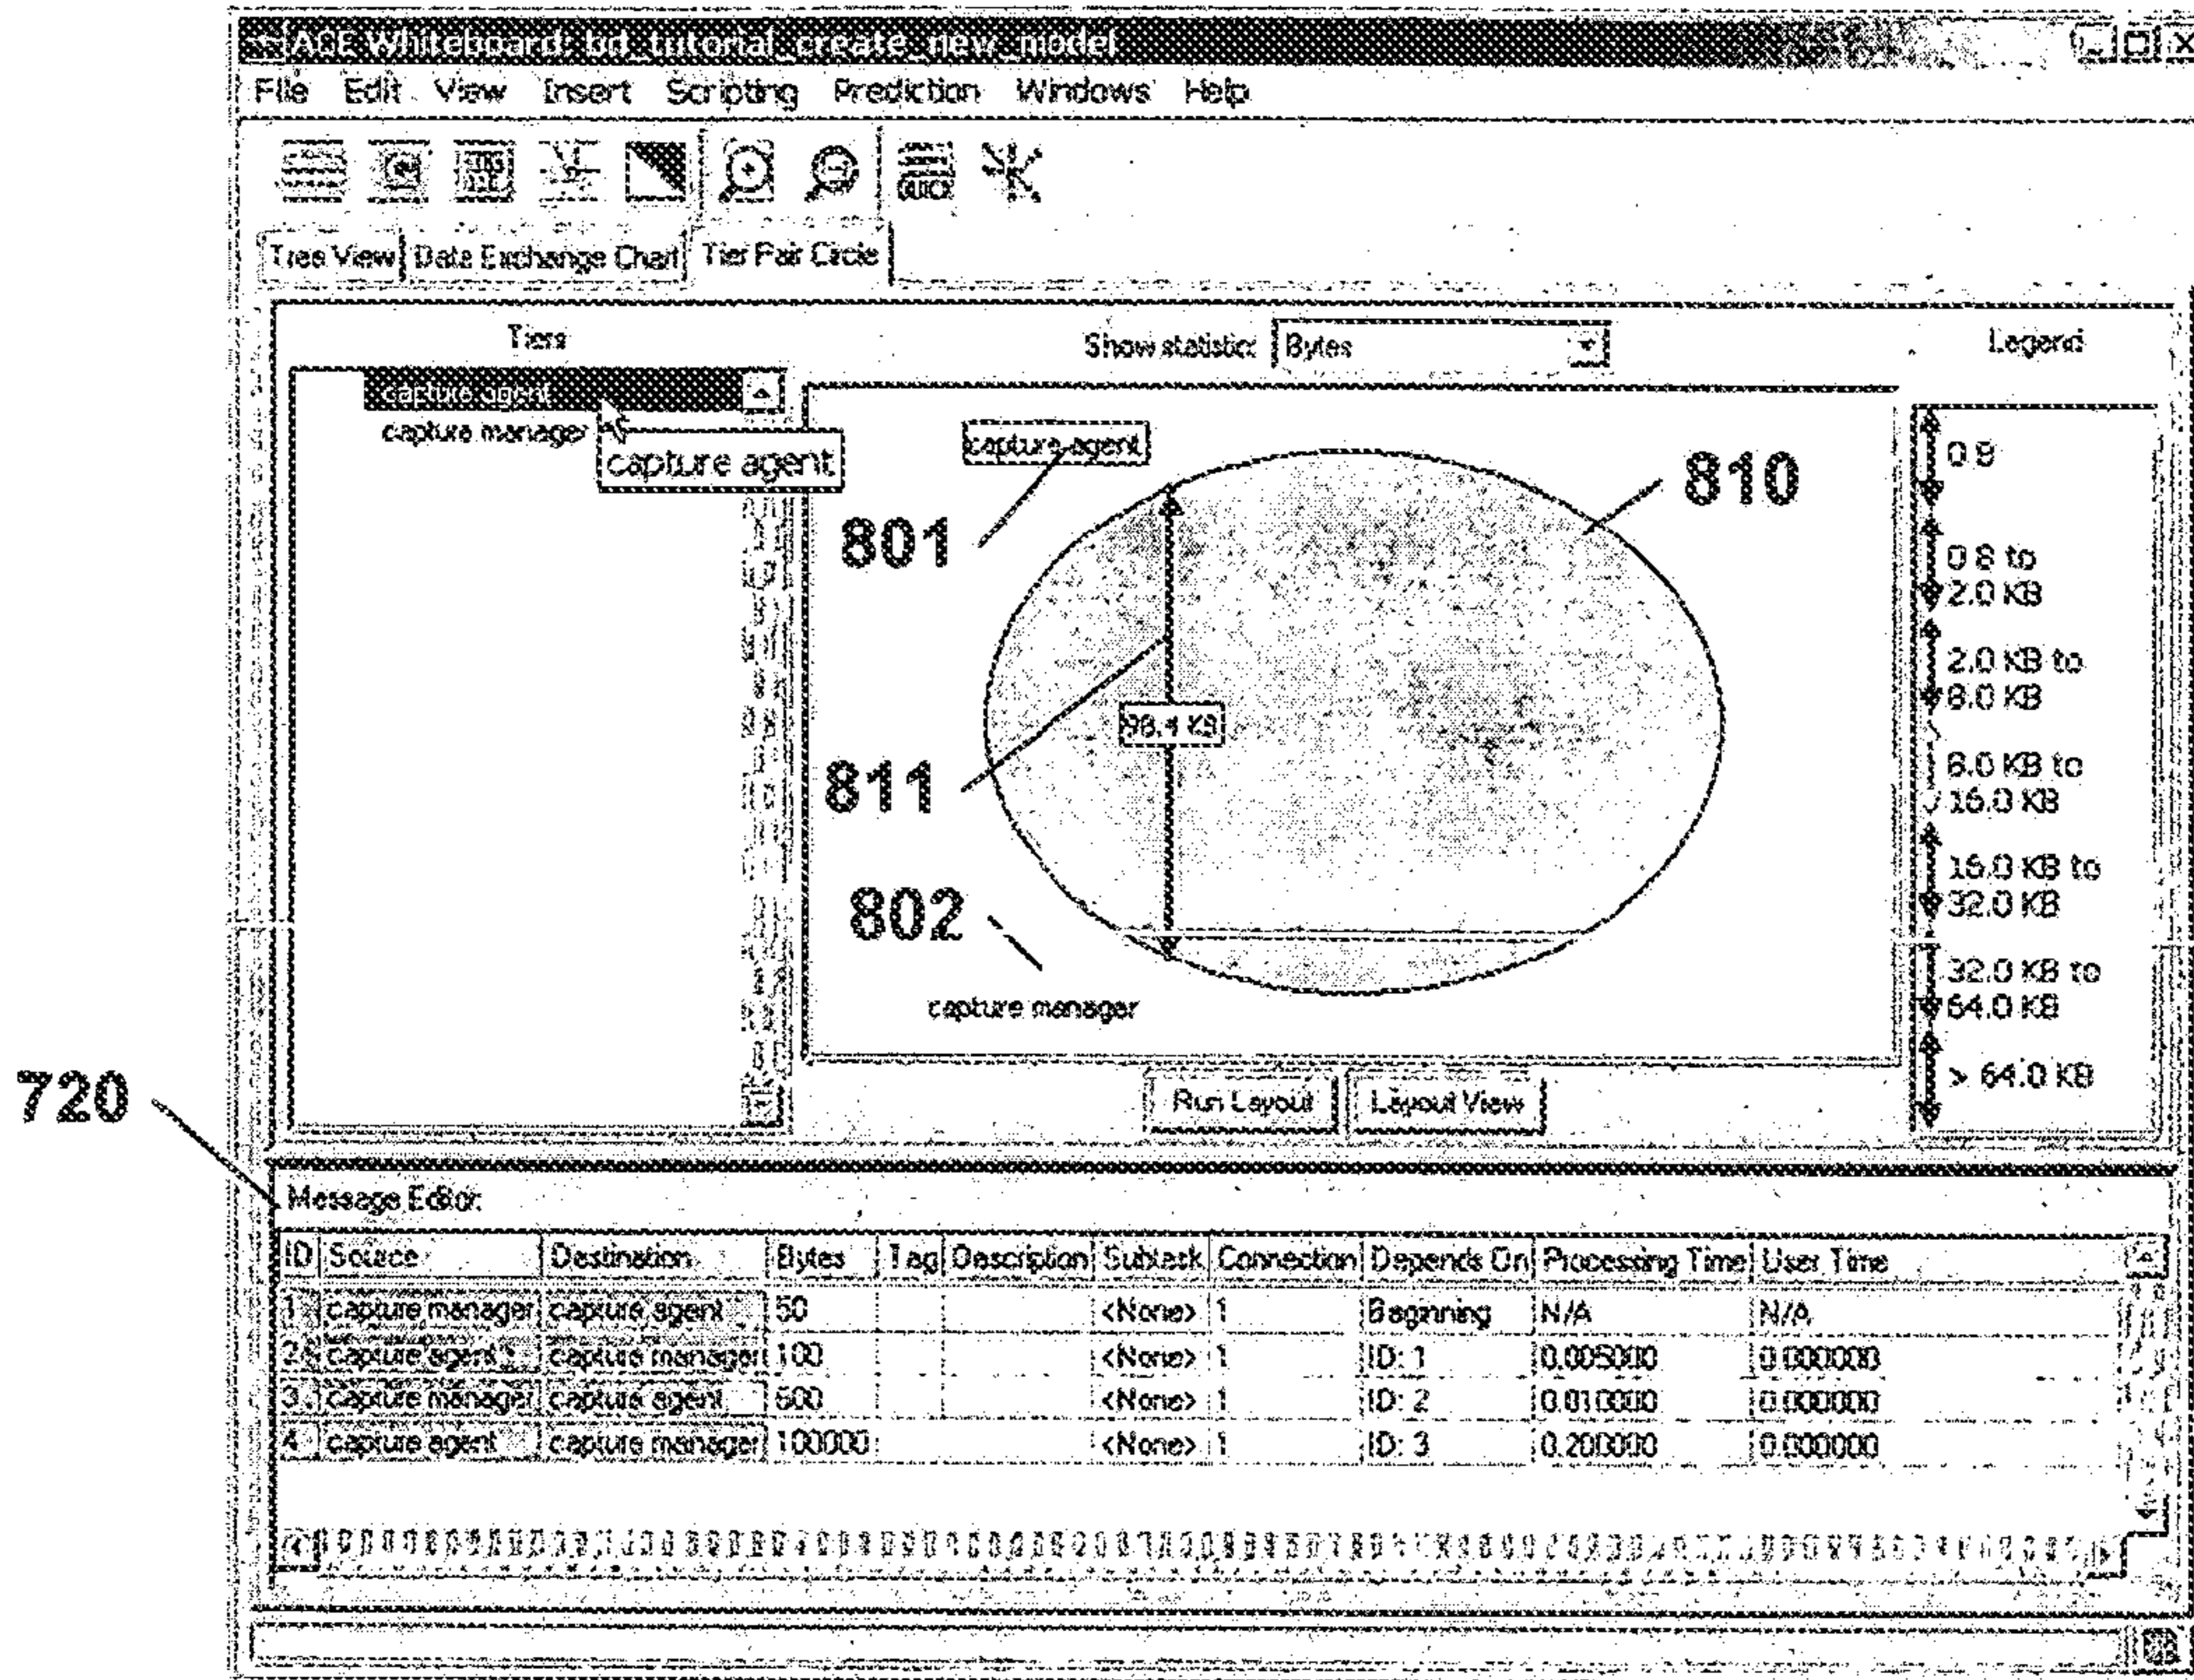 ACE Whiteboard: bd_tutorial_create_new_model
File Edit View Insert Scripting Prediction Windows Help
QUICK
Tree View Data Exchange Chart Tier Pair Circle
Tiers Show statistic: Bytes Legend
capture agent
capture manager
capture agent
capture agent
801
810
98.4 KB
811
802
capture manager
0.8
0.8 to
2.0 KB
2.0 KB to
8.0 KB
8.0 KB to
16.0 KB
16.0 KB to
32.0 KB
32.0 KB to
64.0 KB
> 64.0 KB
Run Layout Layout View
720
Message Editor:
ID Source Destination Bytes Tag Description Subtask Connection Depends On Processing Time User Time
1 capture manager capture agent 50 <None> 1 Beginning N/A N/A
2 capture agent capture manager 100 <None> 1 ID: 1 0.005000 0.000000
3 capture manager capture agent <None> 1 ID: 2 0.010000 0.000000
4 capture agent capture manager 100000 <None> 1 ID: 3 0.200000 0.000000